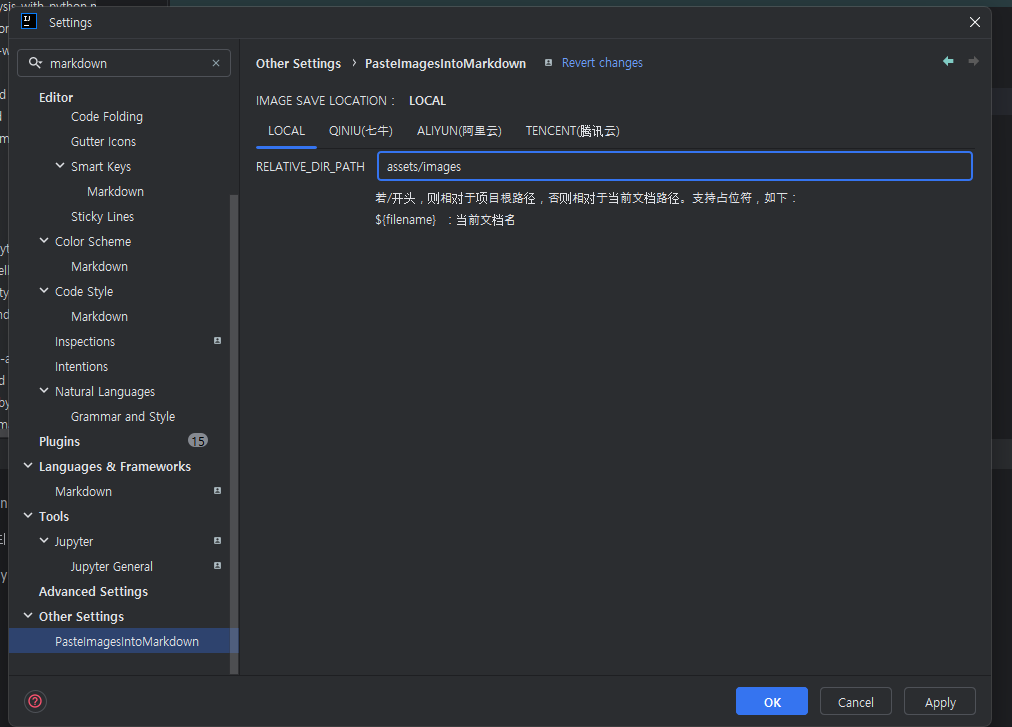 ysis-with-python.n
Settings
markdown
Other Settings › PasteImagesIntoMarkdown
Revert changes
IMAGE SAVE LOCATION : LOCAL
LOCAL
QINIU(七牛)
ALIYUN(阿里云)
TENCENT(腾讯云)
RELATIVE_DIR_PATH
assets/images
若/开头，则相对于项目根路径，否则相对于当前文档路径。支持占位符，如下：
${filename} ：当前文档名
Editor
Code Folding
Gutter Icons
Smart Keys
Markdown
Sticky Lines
Color Scheme
Markdown
Code Style
Markdown
Inspections
Intentions
Natural Languages
Grammar and Style
Plugins 15
Languages & Frameworks
Markdown
Tools
Jupyter
Jupyter General
Advanced Settings
Other Settings
PasteImagesIntoMarkdown
OK
Cancel
Apply